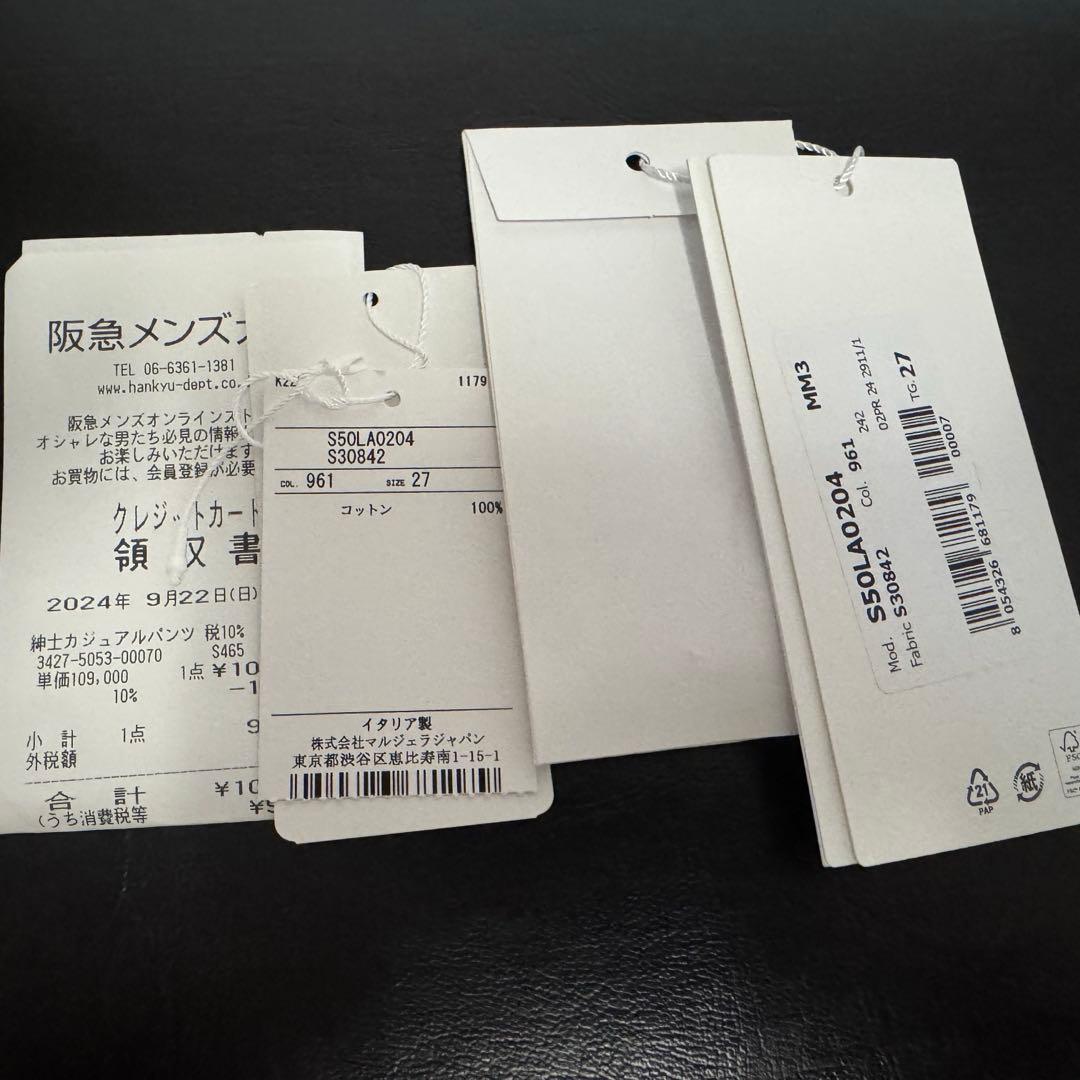 阪急メンズ
TEL 06-6361-1381
www.hankyu-dept.co
阪急メンズオンラインスト
オシャレな男たち必見の情報
お楽しみいただけます
お買物には、会員登録が必要
クレジットカート
領収書
2024年 9月22日(日)
紳士カジュアルパンツ 税10%
3427-5053-00070 S465
単価109,000 1点 ¥10
10% -1
小計 1点 9
外税額
合計 ¥10
(うち消費税等 ¥
K22 1179
S50LA0204
S30842
COL. 961 SIZE 27
コットン 100%
イタリア製
株式会社マルジェラジャパン
東京都渋谷区恵比寿南1-15-1
MM3
Mod. S50LA0204
Fabric S30842 Col. 961
242
02PR 24 2911/1
TG. 27
00007
8 054326 681179
21
PAP
紙